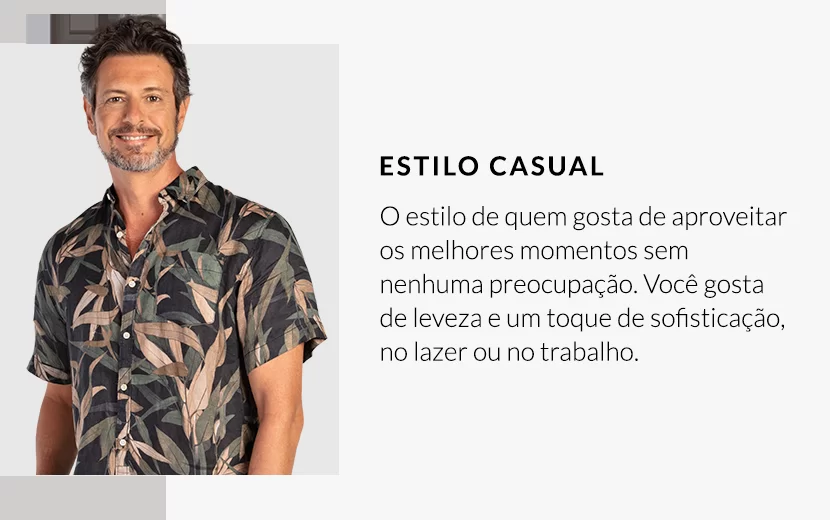 ESTILO CASUAL
O estilo de quem gosta de aproveitar
os melhores momentos sem
nenhuma preocupação. Você gosta
de leveza e um toque de sofisticação,
no lazer ou no trabalho.